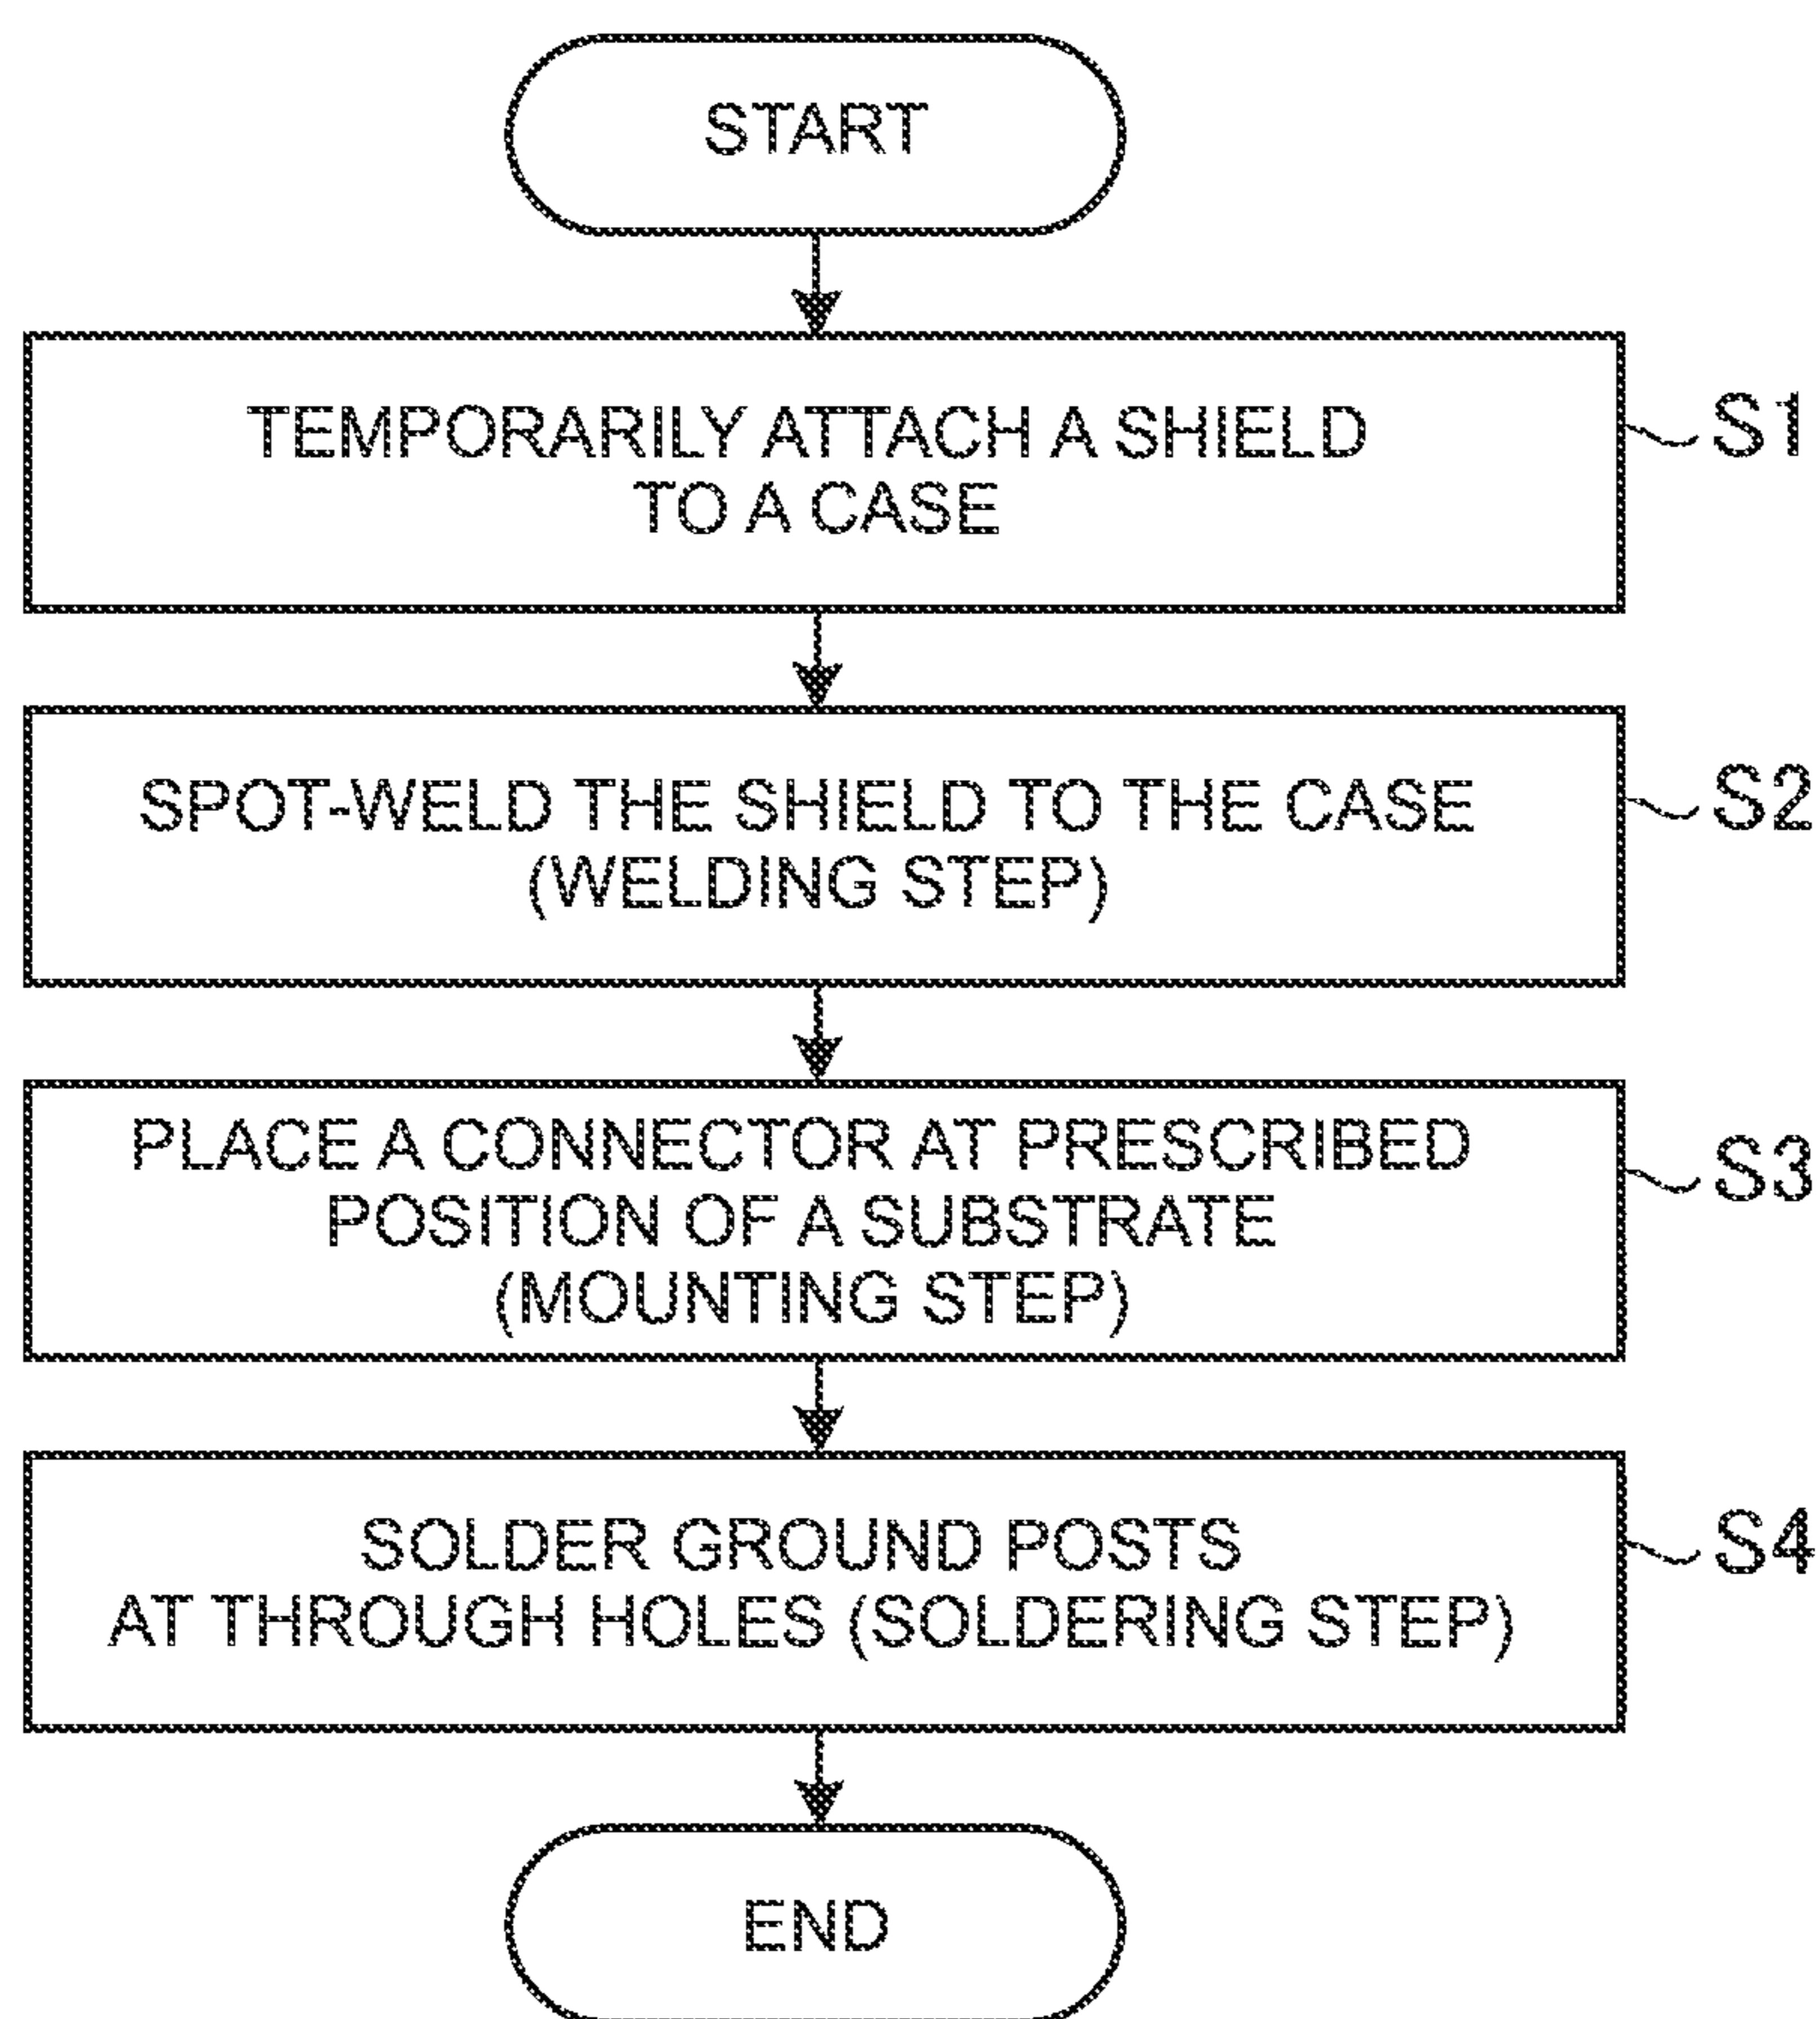 START
TEMPORARILY ATTACH A SHIELD
TO A CASE
S1
SPOT-WELD THE SHIELD TO THE CASE
(WELDING STEP)
S2
PLACE A CONNECTOR AT PRESCRIBED
POSITION OF A SUBSTRATE
(MOUNTING STEP)
S3
SOLDER GROUND POSTS
AT THROUGH HOLES (SOLDERING STEP)
S4
END